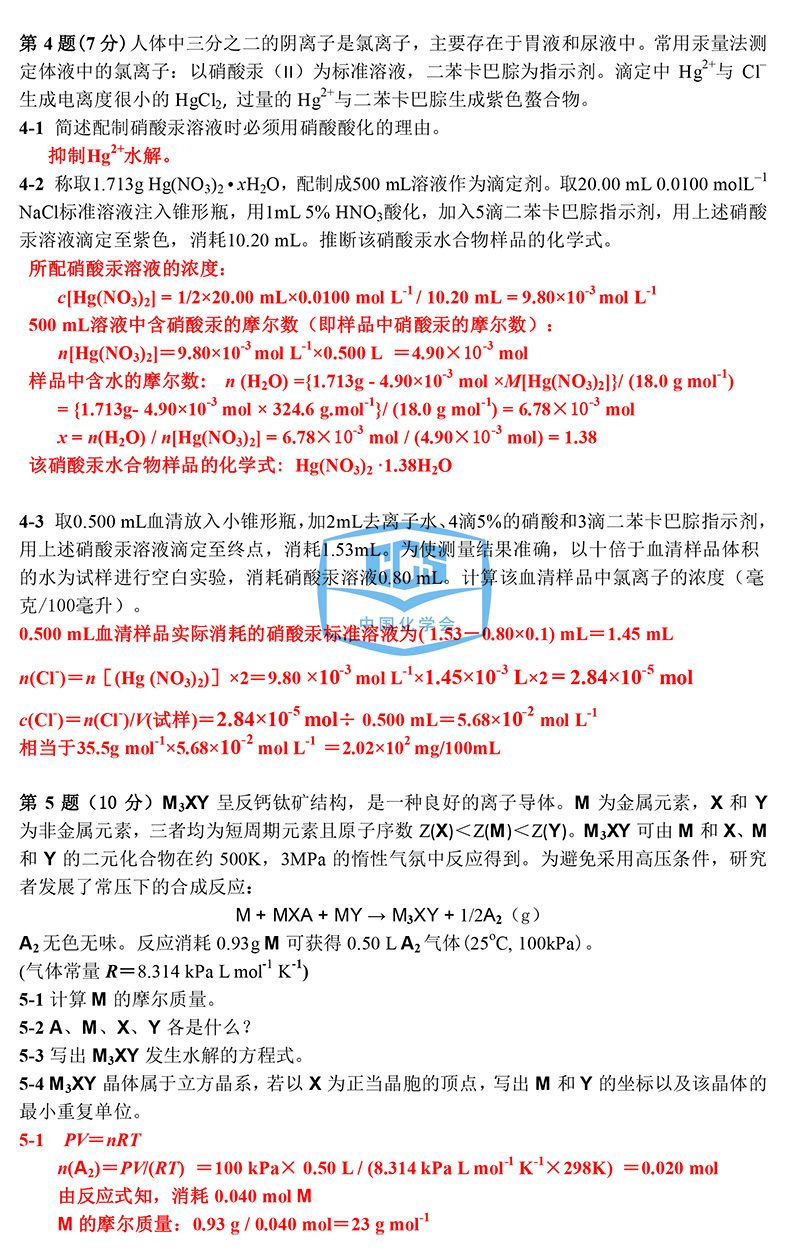 第 4 题(7 分)人体中三分之二的阴离子是氯离子，主要存在于胃液和尿液中。常用汞量法测
定体液中的氯离子：以硝酸汞（II）为标准溶液，二苯卡巴腙为指示剂。滴定中 Hg²⁺与 Cl⁻
生成电离度很小的 HgCl₂, 过量的 Hg²⁺与二苯卡巴腙生成紫色螯合物。
4-1 简述配制硝酸汞溶液时必须用硝酸酸化的理由。
抑制Hg²⁺水解。
4-2 称取1.713g Hg(NO₃)₂•xH₂O，配制成500 mL溶液作为滴定剂。取20.00 mL 0.0100 molL⁻¹
NaCl标准溶液注入锥形瓶，用1mL 5% HNO₃酸化，加入5滴二苯卡巴腙指示剂，用上述硝酸
汞溶液滴定至紫色，消耗10.20 mL。推断该硝酸汞水合物样品的化学式。
所配硝酸汞溶液的浓度：
c[Hg(NO₃)₂] = 1/2×20.00 mL×0.0100 mol L⁻¹ / 10.20 mL = 9.80×10⁻³ mol L⁻¹
500 mL溶液中含硝酸汞的摩尔数（即样品中硝酸汞的摩尔数）：
n[Hg(NO₃)₂]＝9.80×10⁻³ mol L⁻¹×0.500 L ＝4.90×10⁻³ mol
样品中含水的摩尔数: n (H₂O) ={1.713g - 4.90×10⁻³ mol ×M[Hg(NO₃)₂]}/ (18.0 g mol⁻¹)
= {1.713g- 4.90×10⁻³ mol × 324.6 g.mol⁻¹}/ (18.0 g mol⁻¹) = 6.78×10⁻³ mol
x = n(H₂O) / n[Hg(NO₃)₂] = 6.78×10⁻³ mol / (4.90×10⁻³ mol) = 1.38
该硝酸汞水合物样品的化学式：Hg(NO₃)₂ ·1.38H₂O
4-3 取0.500 mL血清放入小锥形瓶，加2mL去离子水、4滴5%的硝酸和3滴二苯卡巴腙指示剂，
用上述硝酸汞溶液滴定至终点，消耗1.53mL。为使测量结果准确，以十倍于血清样品体积
的水为试样进行空白实验，消耗硝酸汞溶液0.80 mL。计算该血清样品中氯离子的浓度（毫
克/100毫升）。
中国化学会
0.500 mL血清样品实际消耗的硝酸汞标准溶液为( 1.53－0.80×0.1) mL＝1.45 mL
n(Cl⁻)＝n［(Hg (NO₃)₂)］×2＝9.80 ×10⁻³ mol L⁻¹×1.45×10⁻³ L×2＝2.84×10⁻⁵ mol
c(Cl⁻)＝n(Cl⁻)/V(试样)＝2.84×10⁻⁵ mol÷ 0.500 mL＝5.68×10⁻² mol L⁻¹
相当于35.5g mol⁻¹×5.68×10⁻² mol L⁻¹ ＝2.02×10² mg/100mL
第 5 题（10 分）M₃XY 呈反钙钛矿结构，是一种良好的离子导体。M 为金属元素，X 和 Y
为非金属元素，三者均为短周期元素且原子序数 Z(X)＜Z(M)＜Z(Y)。M₃XY 可由 M 和 X、M
和 Y 的二元化合物在约 500K，3MPa 的惰性气氛中反应得到。为避免采用高压条件，研究
者发展了常压下的合成反应：
M + MXA + MY → M₃XY + 1/2A₂（g）
A₂ 无色无味。反应消耗 0.93g M 可获得 0.50 L A₂ 气体(25°C, 100kPa)。
(气体常量 R＝8.314 kPa L mol⁻¹ K⁻¹)
5-1 计算 M 的摩尔质量。
5-2 A、M、X、Y 各是什么？
5-3 写出 M₃XY 发生水解的方程式。
5-4 M₃XY 晶体属于立方晶系，若以 X 为正当晶胞的顶点，写出 M 和 Y 的坐标以及该晶体的
最小重复单位。
5-1 PV＝nRT
n(A₂)＝PV/(RT) ＝100 kPa× 0.50 L / (8.314 kPa L mol⁻¹ K⁻¹×298K) ＝0.020 mol
由反应式知，消耗 0.040 mol M
M 的摩尔质量：0.93 g / 0.040 mol＝23 g mol⁻¹